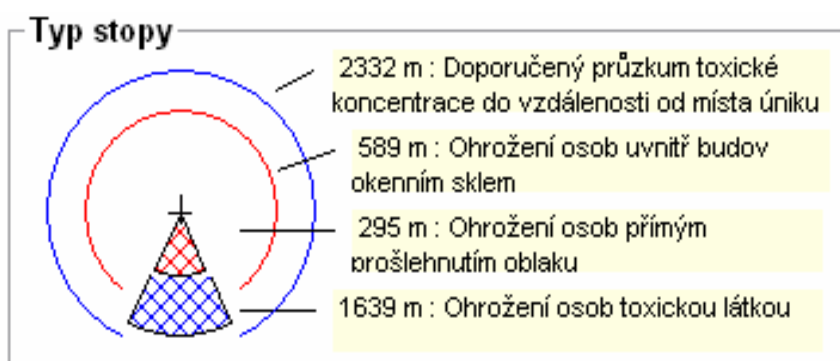 Typ stopy
2332 m : Doporučený průzkum toxické
koncentrace do vzdálenosti od místa úniku
589 m : Ohrožení osob uvnitř budov
okenním sklem
295 m : Ohrožení osob přímým
prošlehnutím oblaku
1639 m : Ohrožení osob toxickou látkou